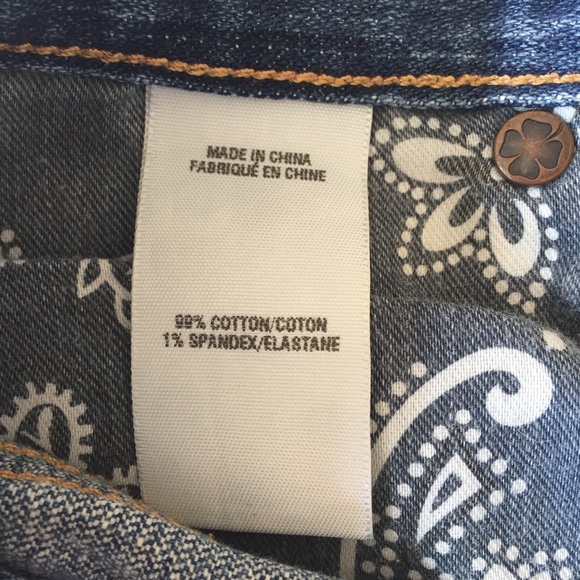 MADE IN CHINA
FABRIQUÉ EN CHINE
99% COTTON/COTON
1% SPANDEX/ELASTANE